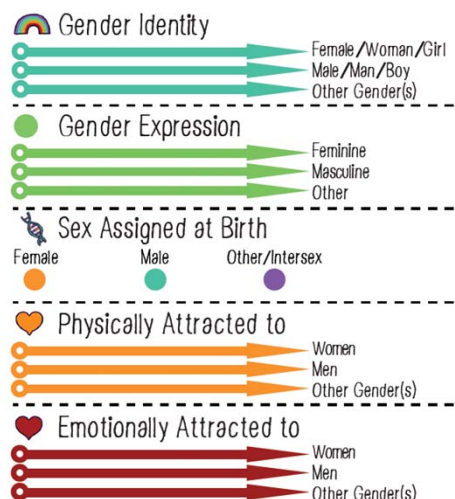 Gender Identity
Female/Woman/Girl
Male/Man/Boy
Other Gender(s)
Gender Expression
Feminine
Masculine
Other
Sex Assigned at Birth
Female Male Other/Intersex
Physically Attracted to
Women
Men
Other Gender(s)
Emotionally Attracted to
Women
Men
Other Gender(s)